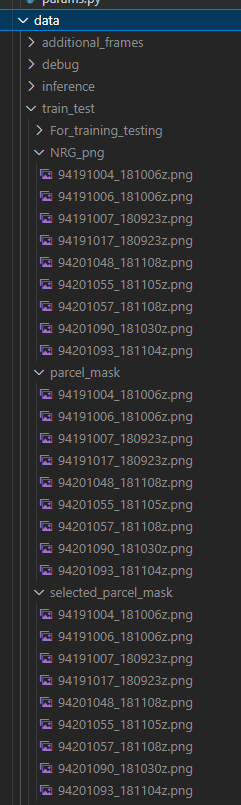 params.py
data
additional_frames
debug
inference
train_test
For_training_testing
NRG_png
94191004_181006z.png
94191006_181006z.png
94191007_180923z.png
94191017_180923z.png
94201048_181108z.png
94201055_181105z.png
94201057_181108z.png
94201090_181030z.png
94201093_181104z.png
parcel_mask
94191004_181006z.png
94191006_181006z.png
94191007_180923z.png
94191017_180923z.png
94201048_181108z.png
94201055_181105z.png
94201057_181108z.png
94201090_181030z.png
94201093_181104z.png
selected_parcel_mask
94191004_181006z.png
94191006_181006z.png
94191007_180923z.png
94191017_180923z.png
94201048_181108z.png
94201055_181105z.png
94201057_181108z.png
94201090_181030z.png
94201093_181104z.png